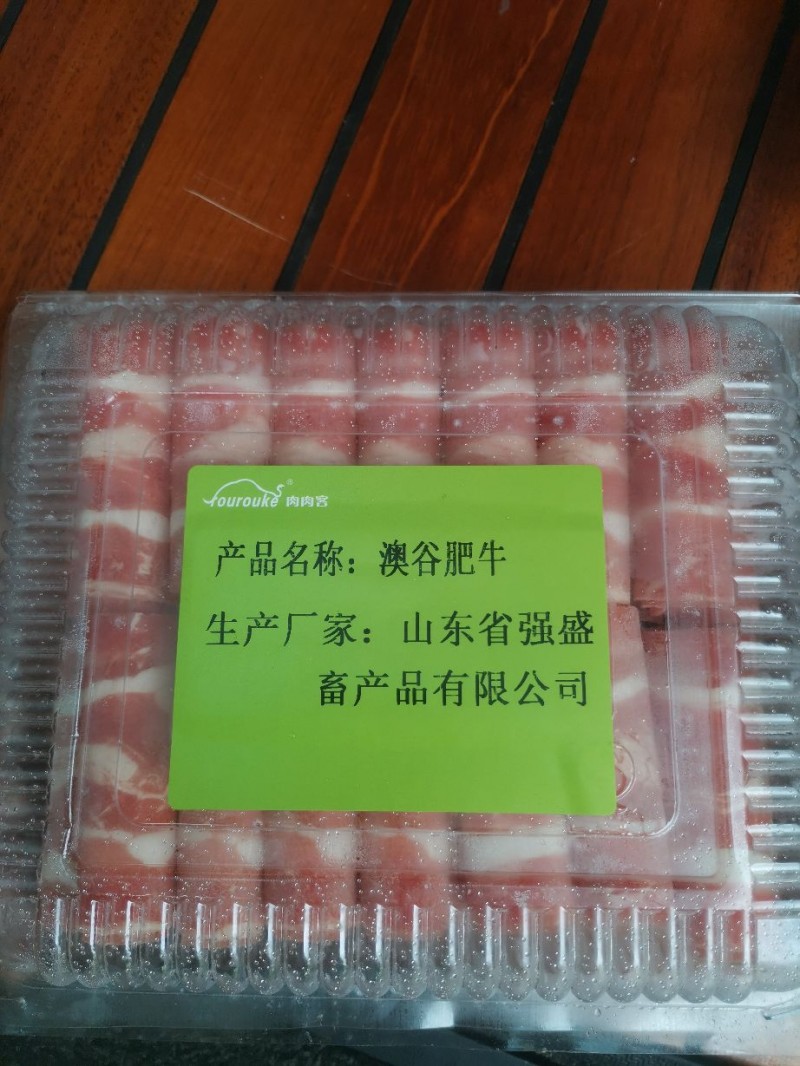 rourouke® 肉肉客
产品名称：澳谷肥牛
生产厂家：山东省强盛
畜产品有限公司